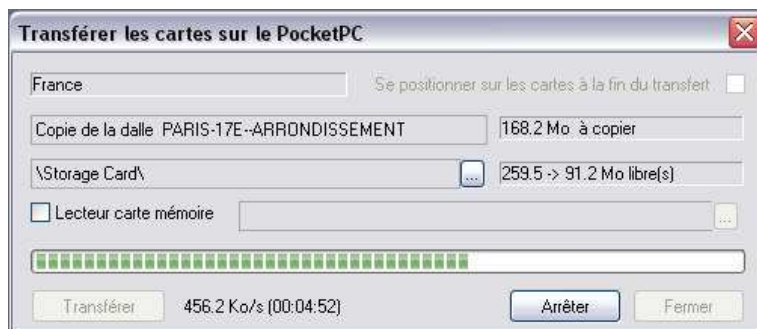 Transférer les cartes sur le PocketPC
France
Se positionner sur les cartes à la fin du transfert
Copie de la dalle PARIS-17E--ARRONDISSEMENT
168.2 Mo à copier
\Storage Card\
...
259.5 -> 91.2 Mo libre(s)
Lecteur carte mémoire
...
Transférer
456.2 Ko/s (00:04:52)
Arrêter
Fermer